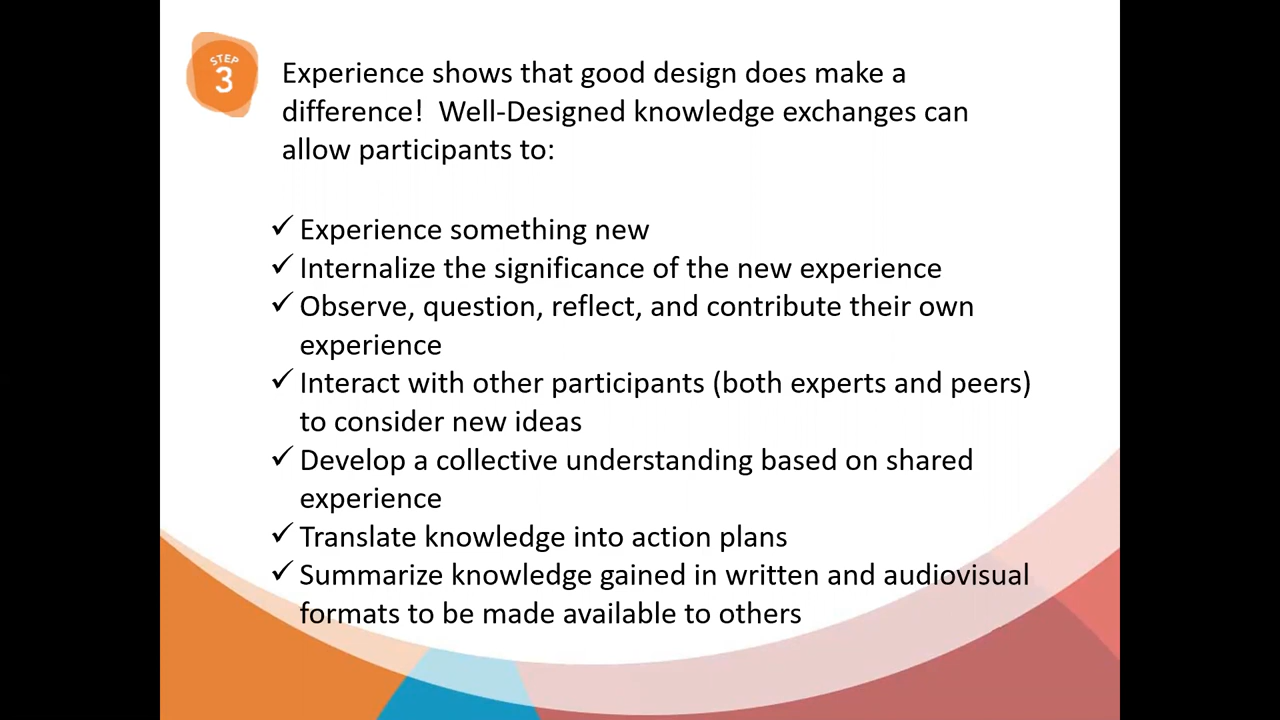 STEP
3
Experience shows that good design does make a
difference!  Well-Designed knowledge exchanges can
allow participants to:
✓ Experience something new
✓ Internalize the significance of the new experience
✓ Observe, question, reflect, and contribute their own
experience
✓ Interact with other participants (both experts and peers)
to consider new ideas
✓ Develop a collective understanding based on shared
experience
✓ Translate knowledge into action plans
✓ Summarize knowledge gained in written and audiovisual
formats to be made available to others